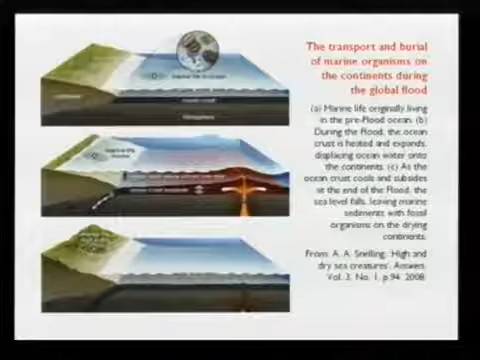 The transport and burial
of marine organisms on
the continents during
the global flood
(a) Marine life originally living
in the pre-Flood ocean. (b)
During the Flood, the ocean
crust is heated and expands,
displacing ocean water onto
the continents. (c) As the
ocean crust cools and subsides
at the end of the Flood, the
sea level falls, leaving marine
sediments with fossil
organisms on the drying
continents.
From: A. A. Snelling, 'High and
dry sea creatures'. Answers.
Vol. 3, No. 1, p.94. 2008.